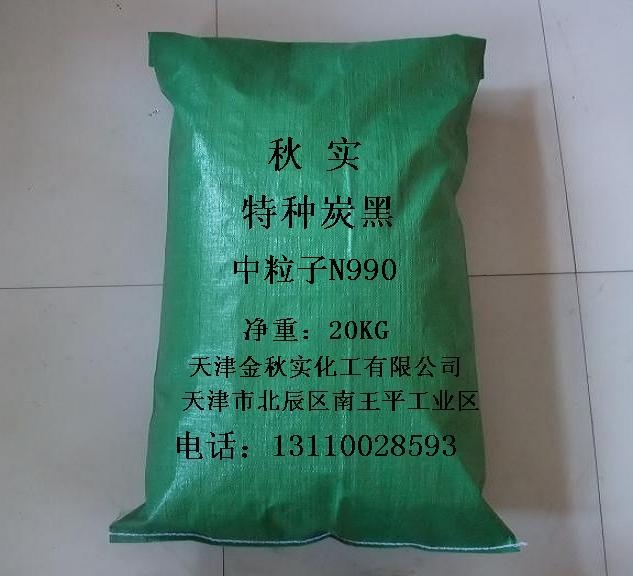 秋 实
特种炭黑
中粒子N990
净重：20KG
天津金秋实化工有限公司
天津市北辰区南王平工业区
电话：13110028593